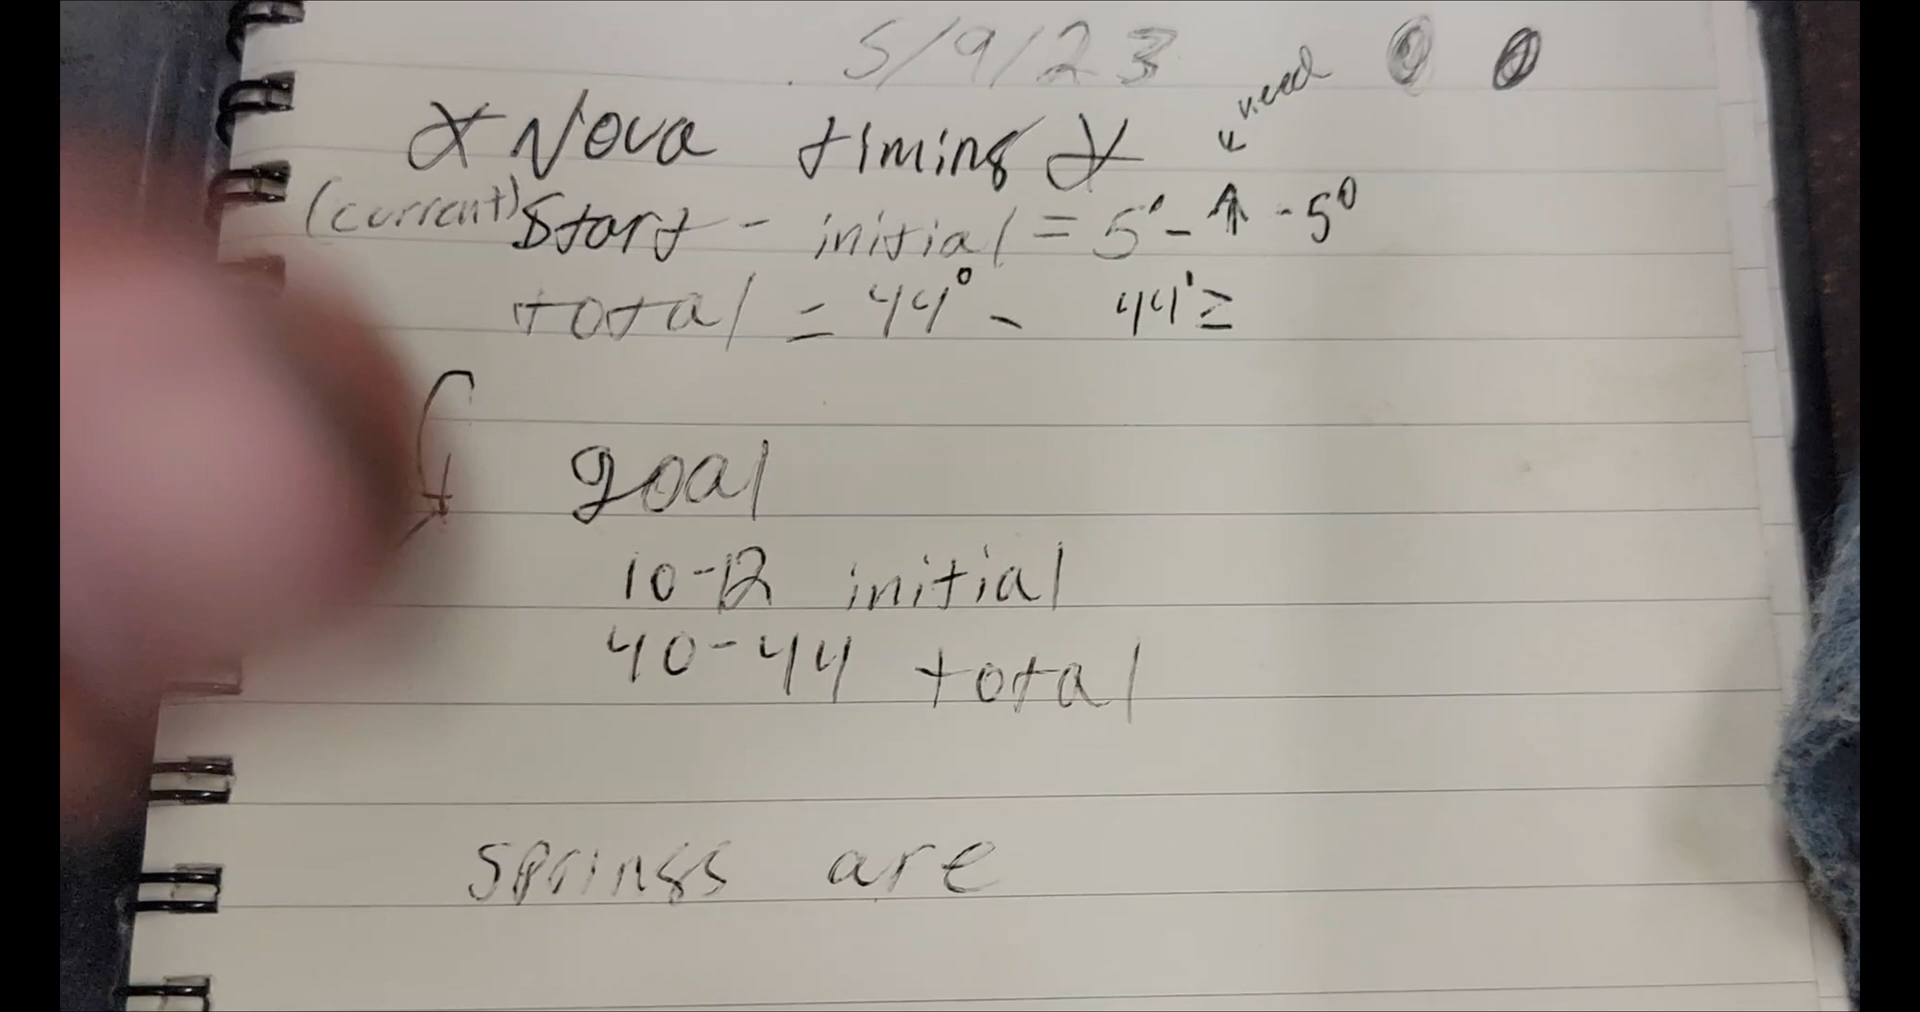 5/9/23
* Nova timing * need
(current) Start - initial = 5° - ↑ - 5°
total = 44° - 44° ≥
goal
10-12 initial
40-44 total
springs are